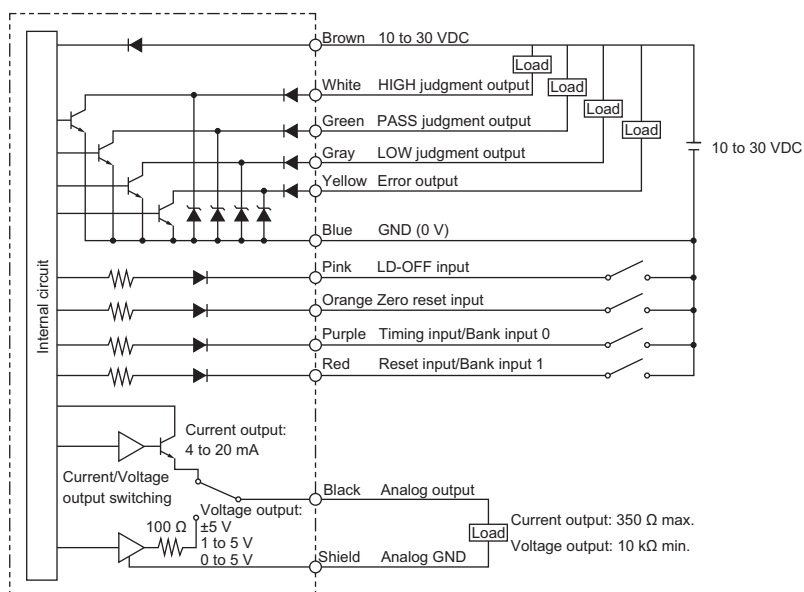 Brown 10 to 30 VDC
Load
White HIGH judgment output
Load
Green PASS judgment output
Load
Gray LOW judgment output
Load
10 to 30 VDC
Yellow Error output
Blue GND (0 V)
Internal circuit
Pink LD-OFF input
Orange Zero reset input
Purple Timing input/Bank input 0
Red Reset input/Bank input 1
Current output:
4 to 20 mA
Current/Voltage
output switching
Black Analog output
Voltage output:
±5 V
1 to 5 V
0 to 5 V
100 Ω
Load
Current output: 350 Ω max.
Voltage output: 10 kΩ min.
Shield Analog GND